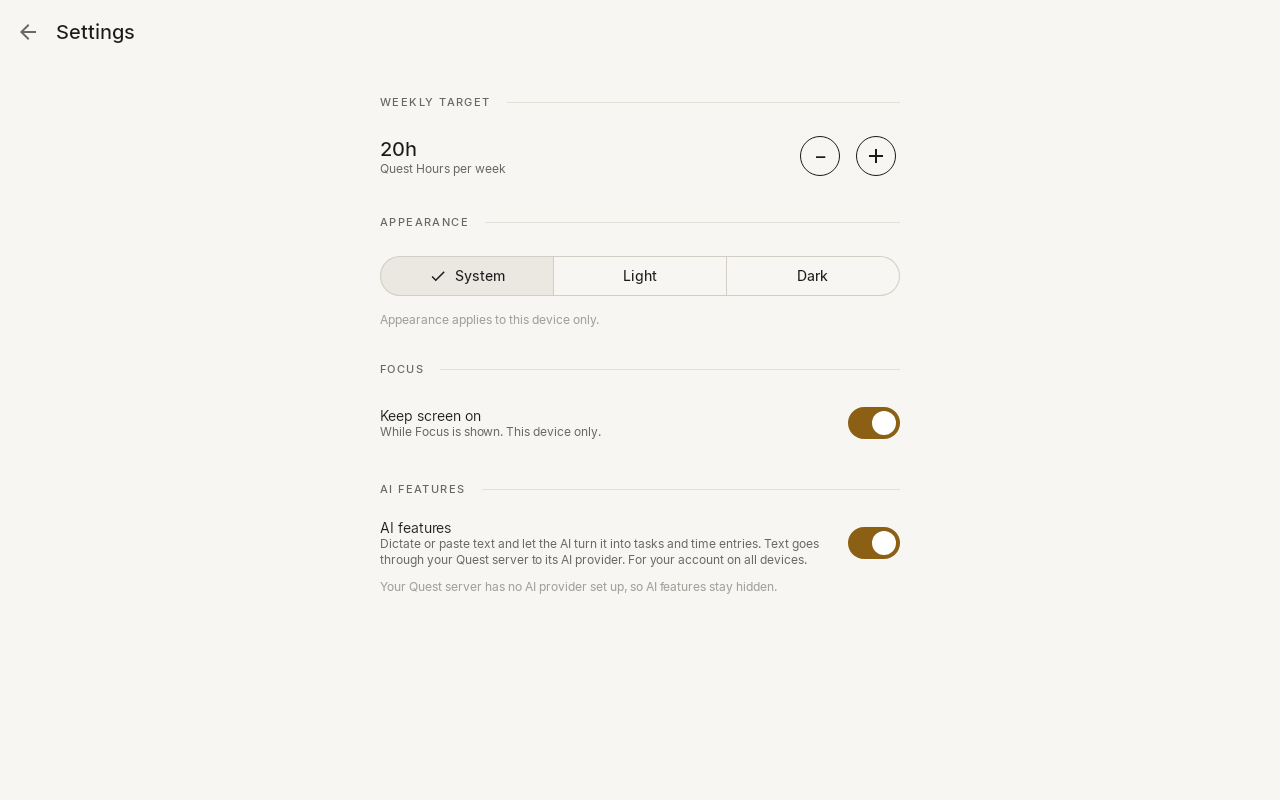 Settings
WEEKLY TARGET
20h
Quest Hours per week
APPEARANCE
System
Light
Dark
Appearance applies to this device only.
FOCUS
Keep screen on
While Focus is shown. This device only.
AI FEATURES
AI features
Dictate or paste text and let the AI turn it into tasks and time entries. Text goes
through your Quest server to its AI provider. For your account on all devices.
Your Quest server has no AI provider set up, so AI features stay hidden.